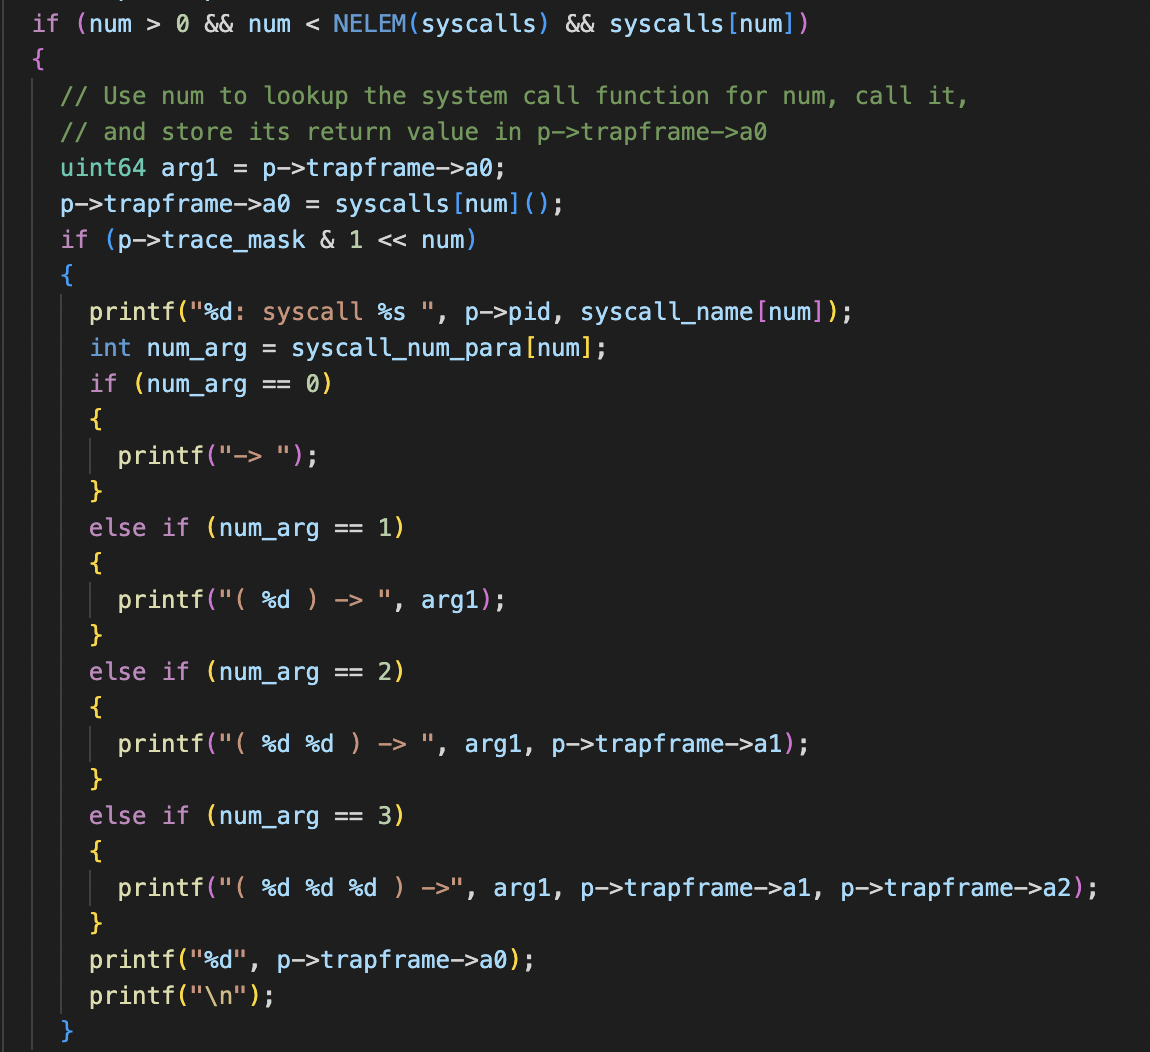 if (num > 0 && num < NELEM(syscalls) && syscalls[num])
{
// Use num to lookup the system call function for num, call it,
// and store its return value in p->trapframe->a0
uint64 arg1 = p->trapframe->a0;
p->trapframe->a0 = syscalls[num]();
if (p->trace_mask & 1 << num)
{
printf("%d: syscall %s ", p->pid, syscall_name[num]);
int num_arg = syscall_num_para[num];
if (num_arg == 0)
{
printf("-> ");
}
else if (num_arg == 1)
{
printf("( %d ) -> ", arg1);
}
else if (num_arg == 2)
{
printf("( %d %d ) -> ", arg1, p->trapframe->a1);
}
else if (num_arg == 3)
{
printf("( %d %d %d ) ->", arg1, p->trapframe->a1, p->trapframe->a2);
}
printf("%d", p->trapframe->a0);
printf("\n");
}